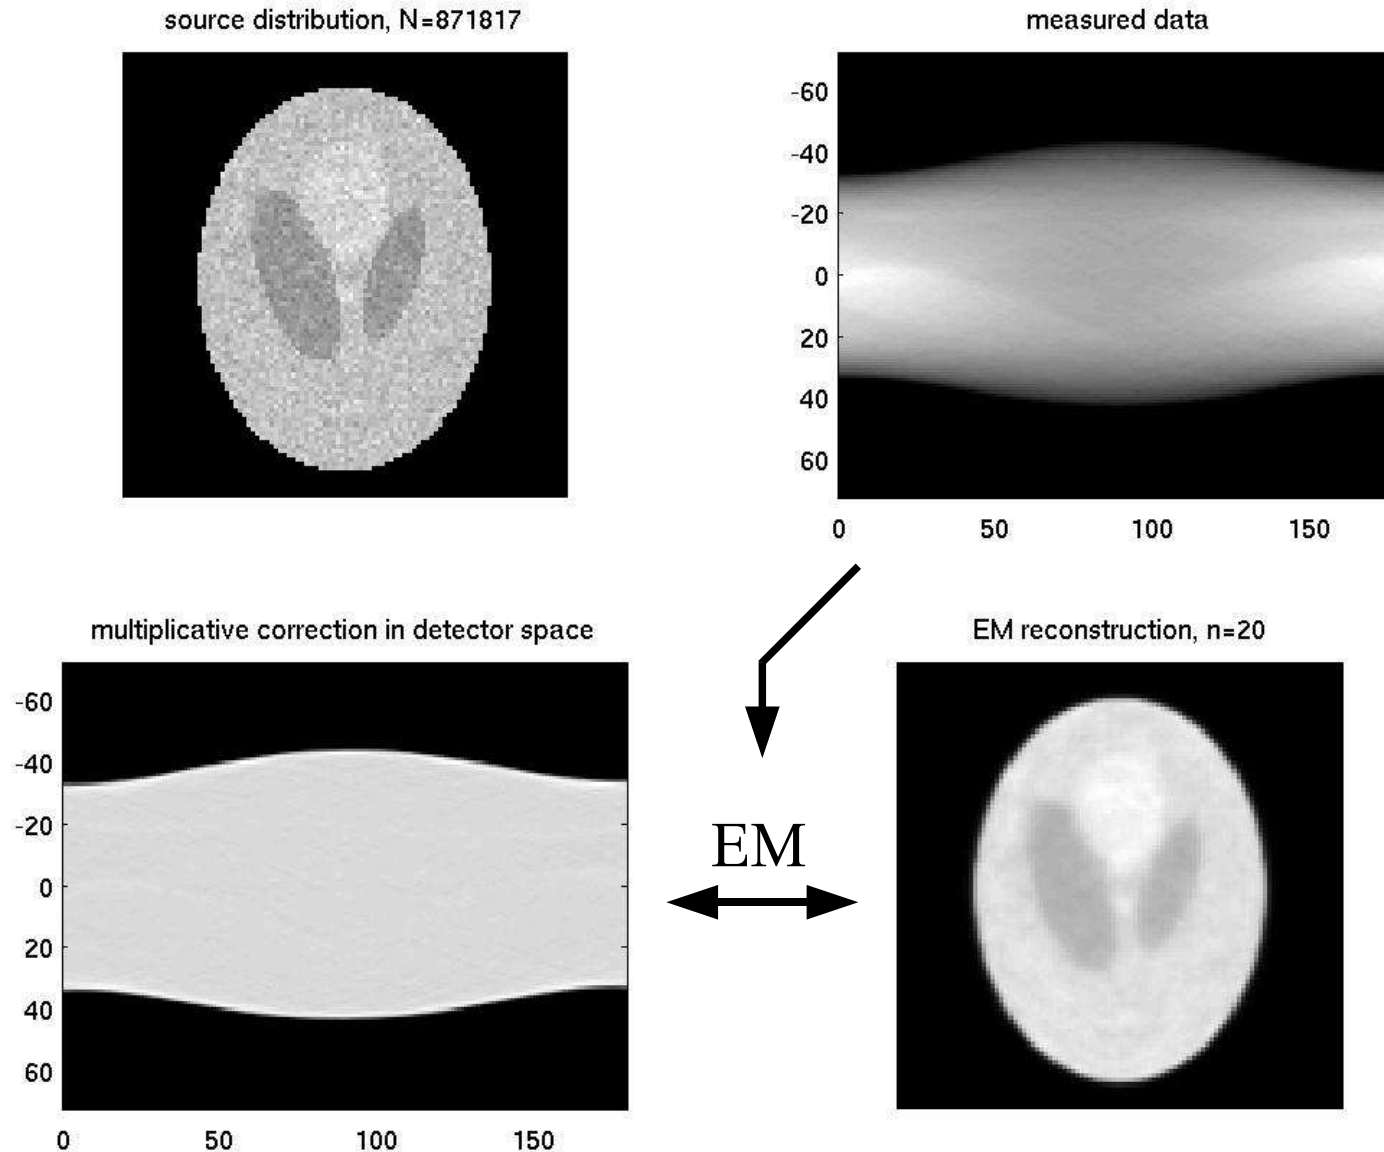 source distribution, N=871817
measured data
-60
-40
-20
0
20
40
60
0 50 100 150
multiplicative correction in detector space
EM reconstruction, n=20
-60
-40
-20
0
20
40
60
0 50 100 150
EM